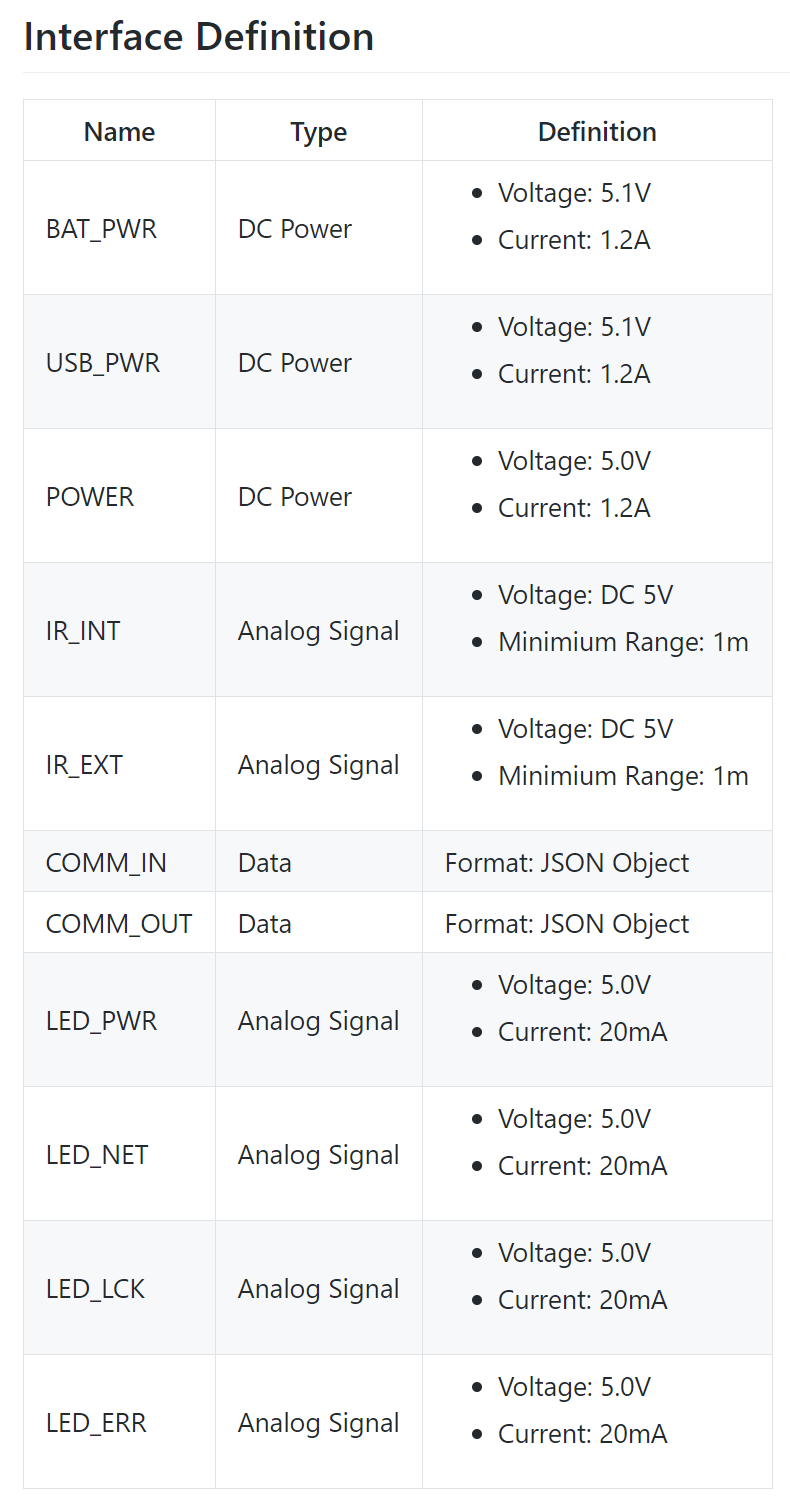 Interface Definition
Name Type Definition
BAT_PWR DC Power
• Voltage: 5.1V
• Current: 1.2A
USB_PWR DC Power
• Voltage: 5.1V
• Current: 1.2A
POWER DC Power
• Voltage: 5.0V
• Current: 1.2A
IR_INT Analog Signal
• Voltage: DC 5V
• Minimium Range: 1m
IR_EXT Analog Signal
• Voltage: DC 5V
• Minimium Range: 1m
COMM_IN Data Format: JSON Object
COMM_OUT Data Format: JSON Object
LED_PWR Analog Signal
• Voltage: 5.0V
• Current: 20mA
LED_NET Analog Signal
• Voltage: 5.0V
• Current: 20mA
LED_LCK Analog Signal
• Voltage: 5.0V
• Current: 20mA
LED_ERR Analog Signal
• Voltage: 5.0V
• Current: 20mA